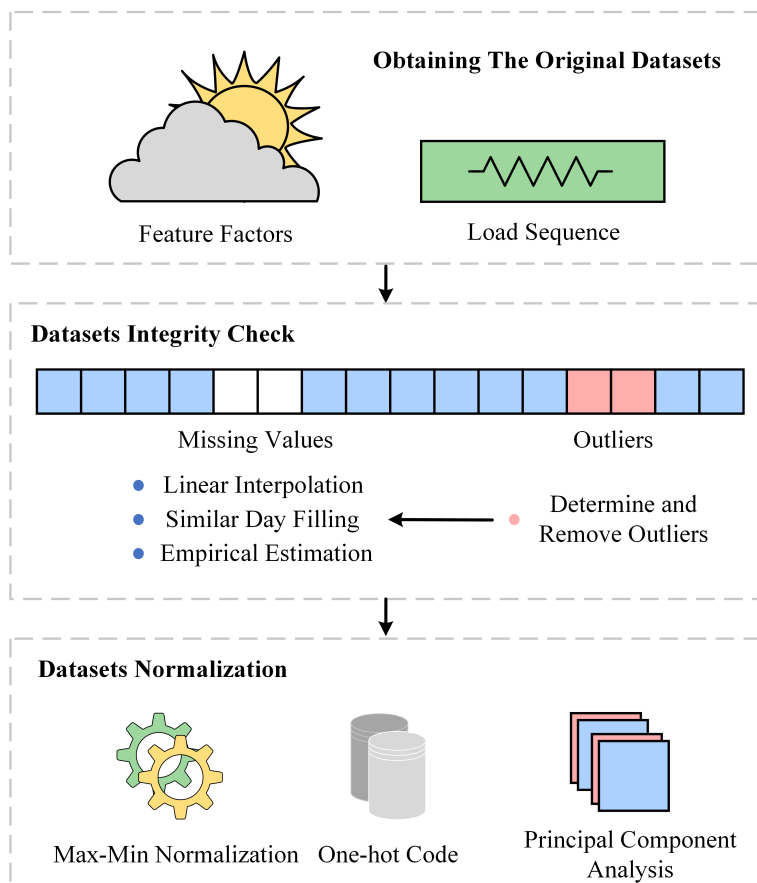 Obtaining The Original Datasets
Feature Factors
Load Sequence
Datasets Integrity Check
Missing Values
Outliers
Linear Interpolation
Similar Day Filling
Empirical Estimation
Determine and
Remove Outliers
Datasets Normalization
Max-Min Normalization
One-hot Code
Principal Component
Analysis